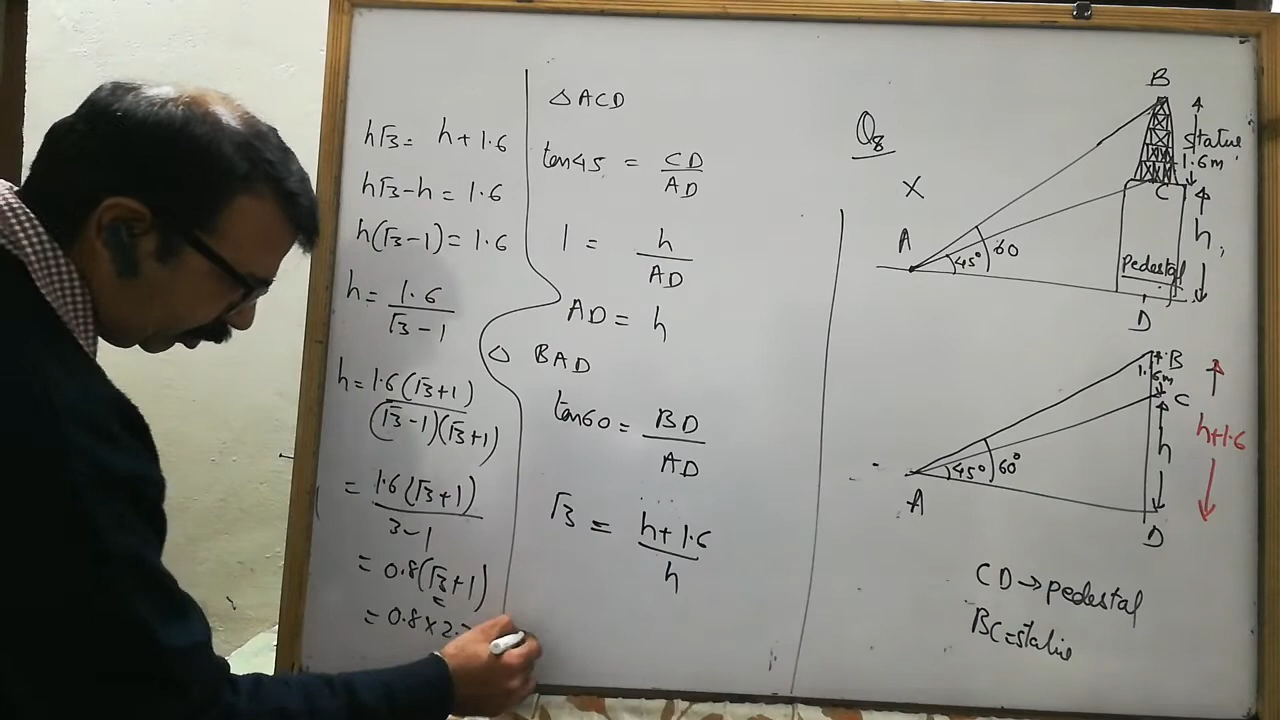 h√3 = h+1.6
h√3-h = 1.6
h(√3-1) = 1.6
h = 1.6
√3-1
h = 1.6(√3+1)
(√3-1)(√3+1)
= 1.6(√3+1)
3-1
= 0.8(√3+1)
= 0.8×2.
△ ACD
tan45 = CD
AD
1 = h
AD
AD = h
△ BAD
tan60 = BD
AD
√3 = h+1.6
h
Q8
X
B
statue
1.6m
C
A
45° 60
h
pedestal
D
B
1.6m
C
h
h+1.6
45° 60°
A
D
CD→pedestal
BC=statue